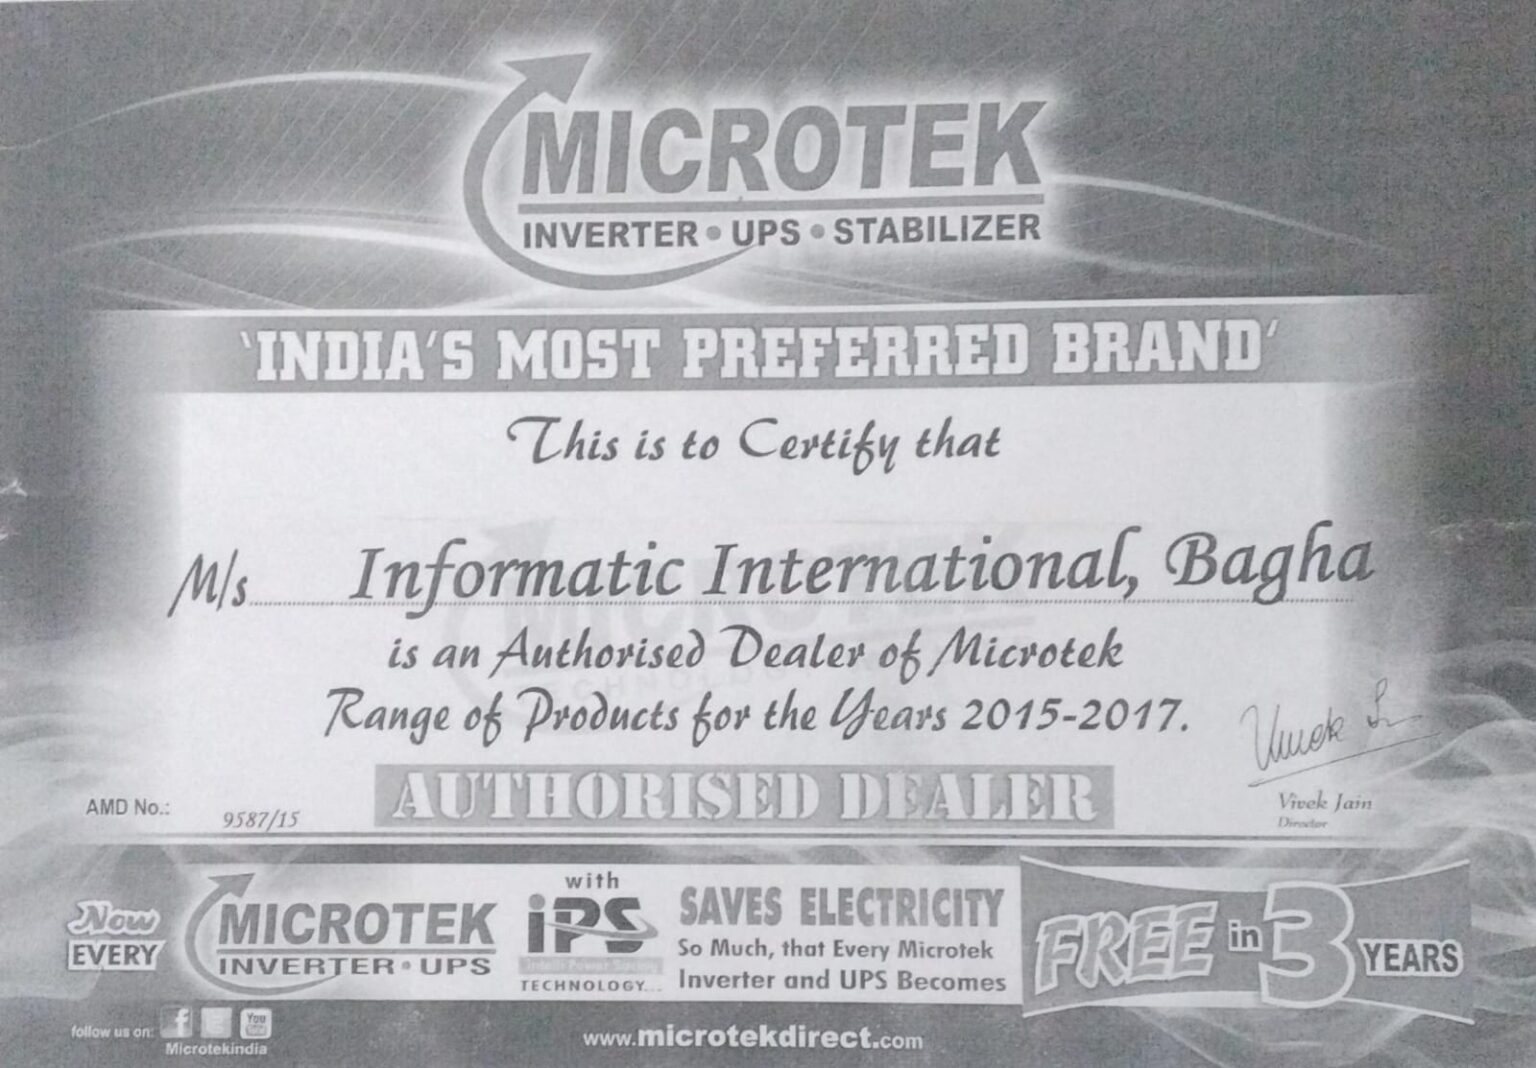 MICROTEK
INVERTER • UPS • STABILIZER
'INDIA'S MOST PREFERRED BRAND'
This is to Certify that
M/s Informatic International, Bagha
is an Authorised Dealer of Microtek
Range of Products for the Years 2015-2017.
AUTHORISED DEALER
AMD No.: 9587/15
Vivek Jain
Director
Now
EVERY
MICROTEK
INVERTER • UPS
with
iPS
TECHNOLOGY...
SAVES ELECTRICITY
So Much, that Every Microtek
Inverter and UPS Becomes
FREE in 3 YEARS
follow us on: f You
Microtekindia
www.microtekdirect.com